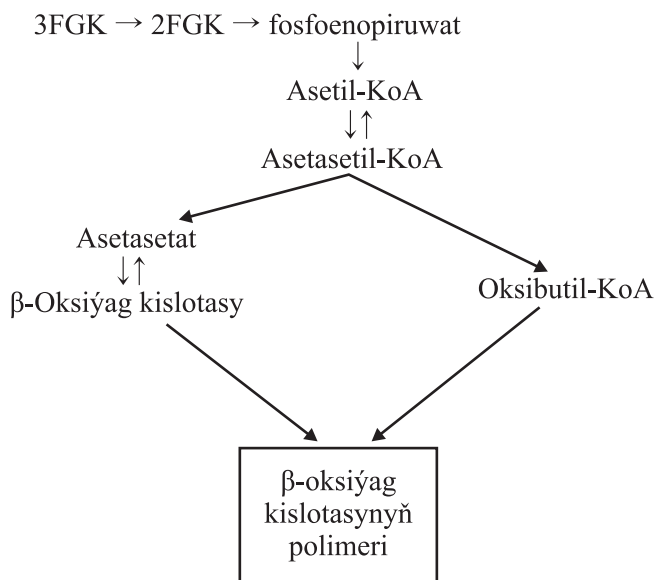 3FGK → 2FGK → fosfoenopiruwat
Asetil-KoA
Asetasetil-KoA
Asetasetat
β-Oksiýag kislotasy
Oksibutil-KoA
β-oksiýag
kislotasynyň
polimeri